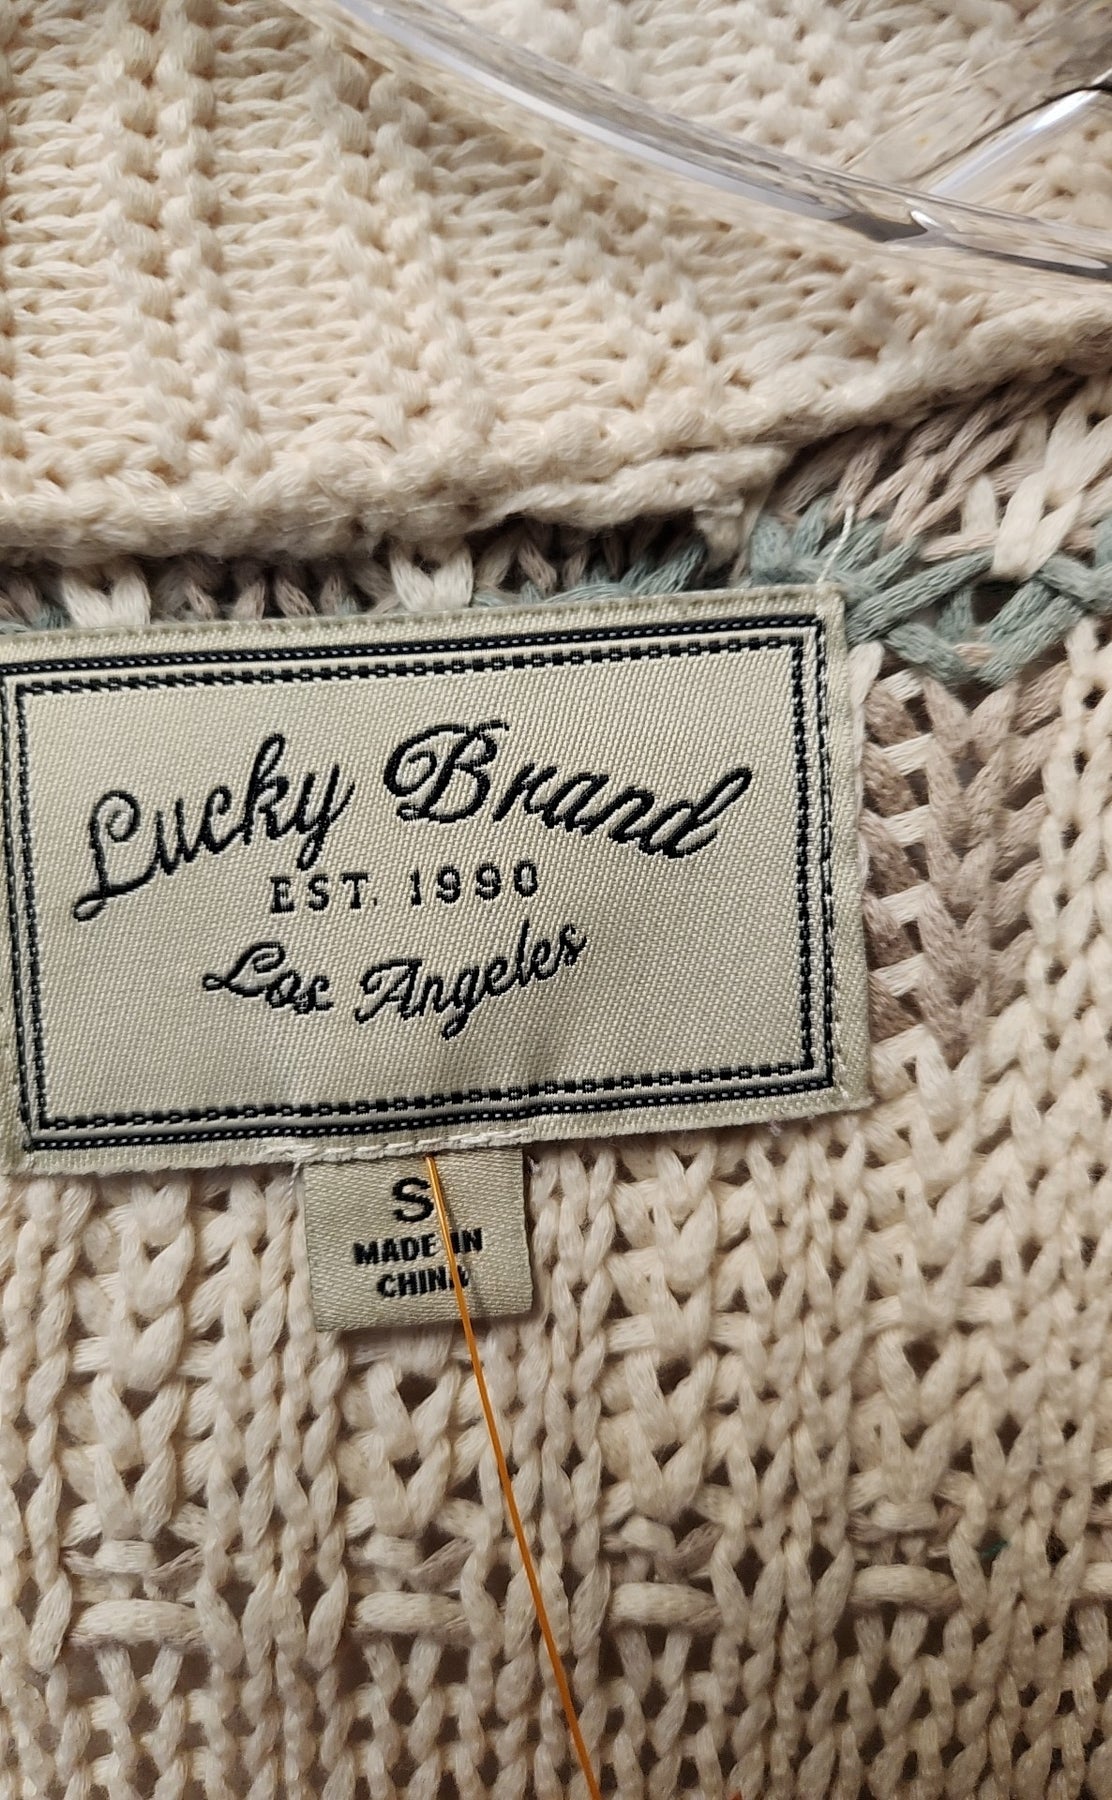 Lucky Brand
EST. 1990
Los Angeles
S
MADE IN
CHINA